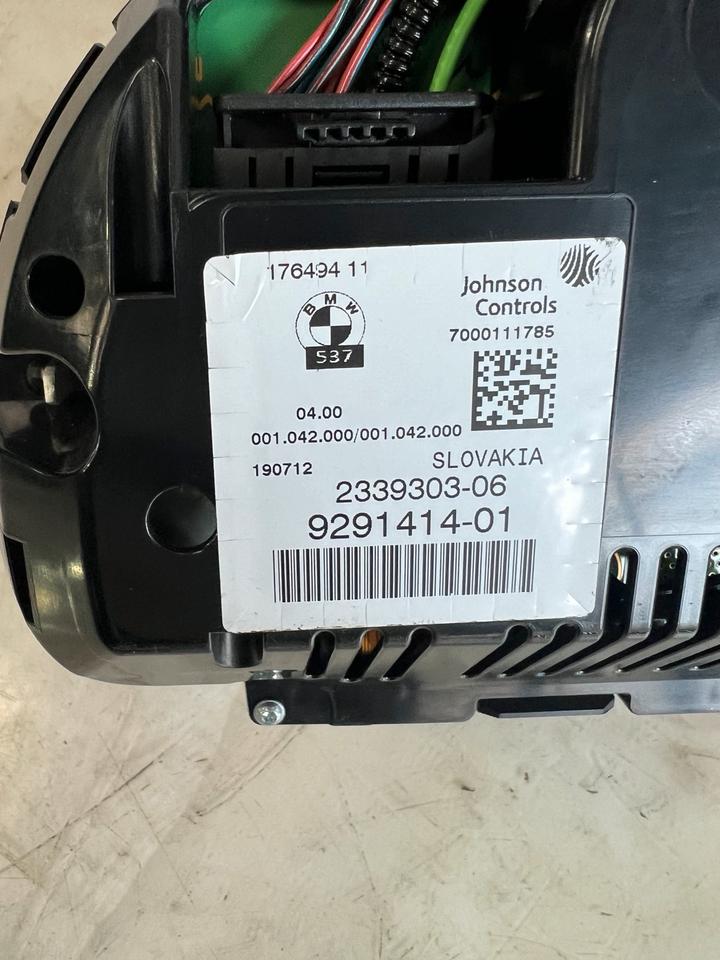 176494 11
BMW
537
Johnson
Controls
7000111785
04.00
001.042.000/001.042.000
190712
SLOVAKIA
2339303-06
9291414-01